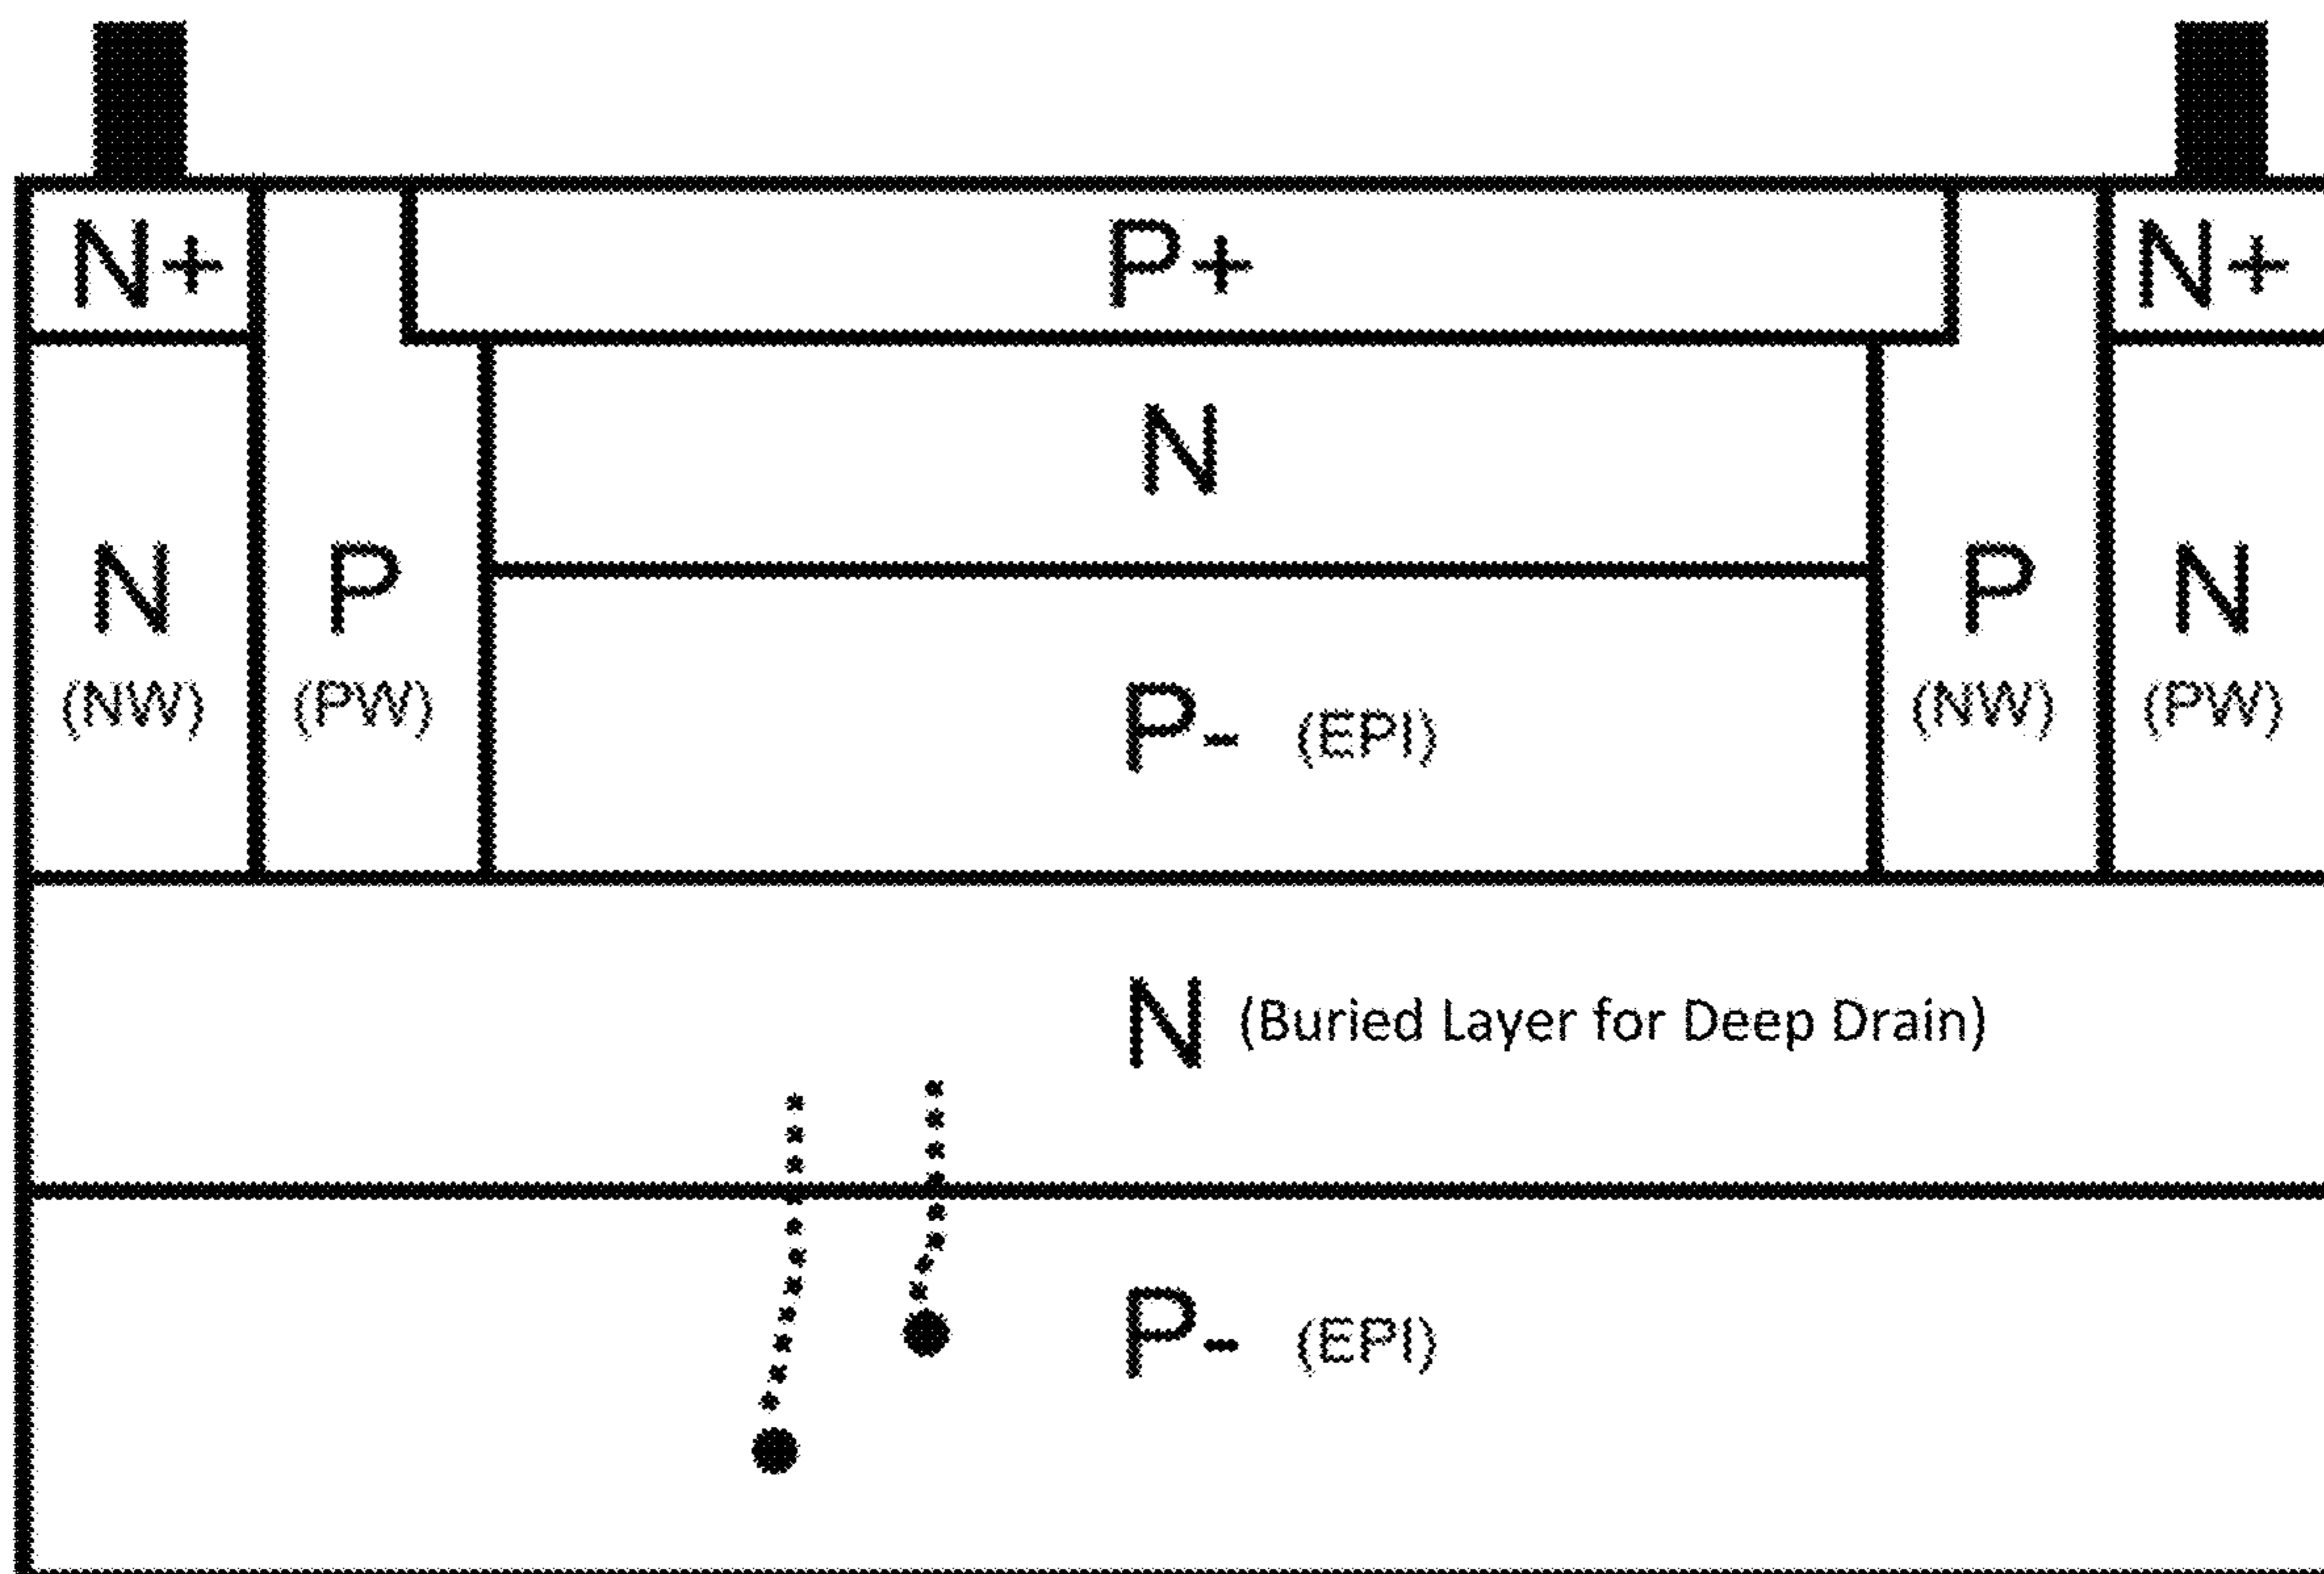 N+ P+ N+
N
N P P N
(NW) (PW) (NW) (PW)
P- (EPI)
N (Buried Layer for Deep Drain)
P- (EPI)